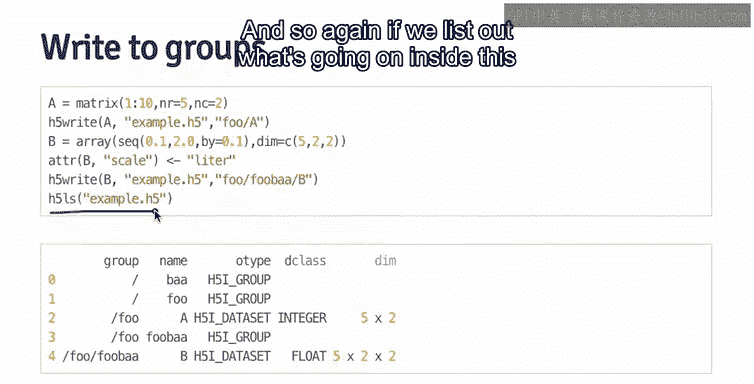 Write to groups
And so again if we list out
what's going on inside this
A = matrix(1:10,nr=5,nc=2)
h5write(A, "example.h5","foo/A")
B = array(seq(0.1,2.0,by=0.1),dim=c(5,2,2))
attr(B, "scale") <- "liter"
h5write(B, "example.h5","foo/foobaa/B")
h5ls("example.h5")
group name otype dclass dim
0 / baa H5I_GROUP
1 / foo H5I_GROUP
2 /foo A H5I_DATASET INTEGER 5 x 2
3 /foo foobaa H5I_GROUP
4 /foo/foobaa B H5I_DATASET FLOAT 5 x 2 x 2